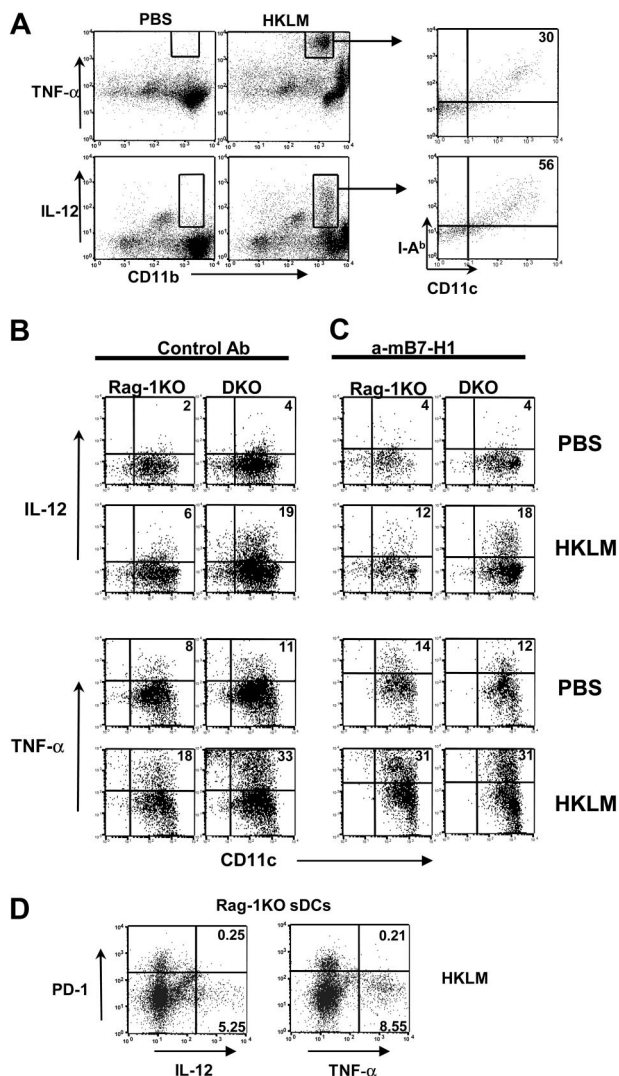 A
PBS
HKLM
TNF-α
30
IL-12
56
CD11b
I-Aᵇ
CD11c
B
C
Control Ab
a-mB7-H1
Rag-1KO
DKO
Rag-1KO
DKO
2
4
4
4
PBS
IL-12
6
19
12
18
HKLM
8
11
14
12
PBS
TNF-α
18
33
31
31
HKLM
CD11c
D
Rag-1KO sDCs
0.25
0.21
HKLM
PD-1
5.25
8.55
IL-12
TNF-α